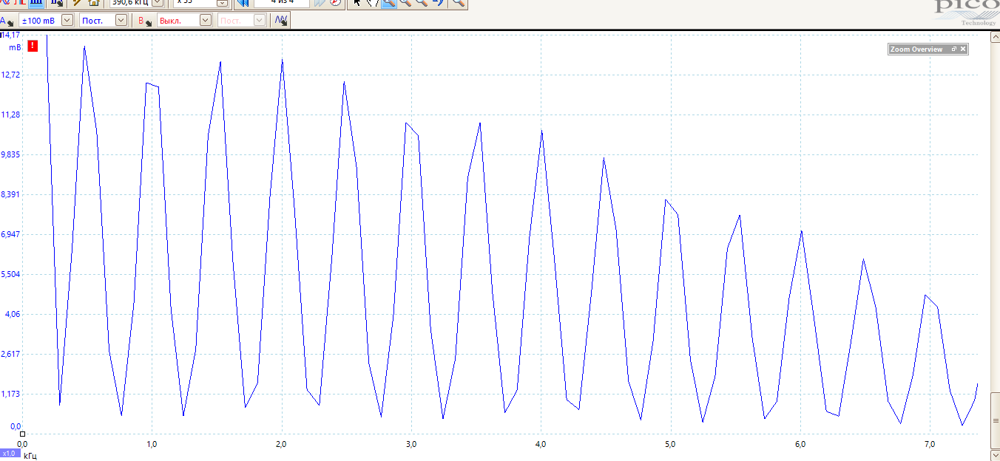 390,6 кГц x 55 4 из 4
pico
Technology
A ±100 mB Пост. B Выкл. Пост.
14,17
mB
!
Zoom Overview
12,72
11,28
9,835
8,391
6,947
5,504
4,06
2,617
1,173
0,0
0,0 1,0 2,0 3,0 4,0 5,0 6,0 7,0
x1.0
кГц